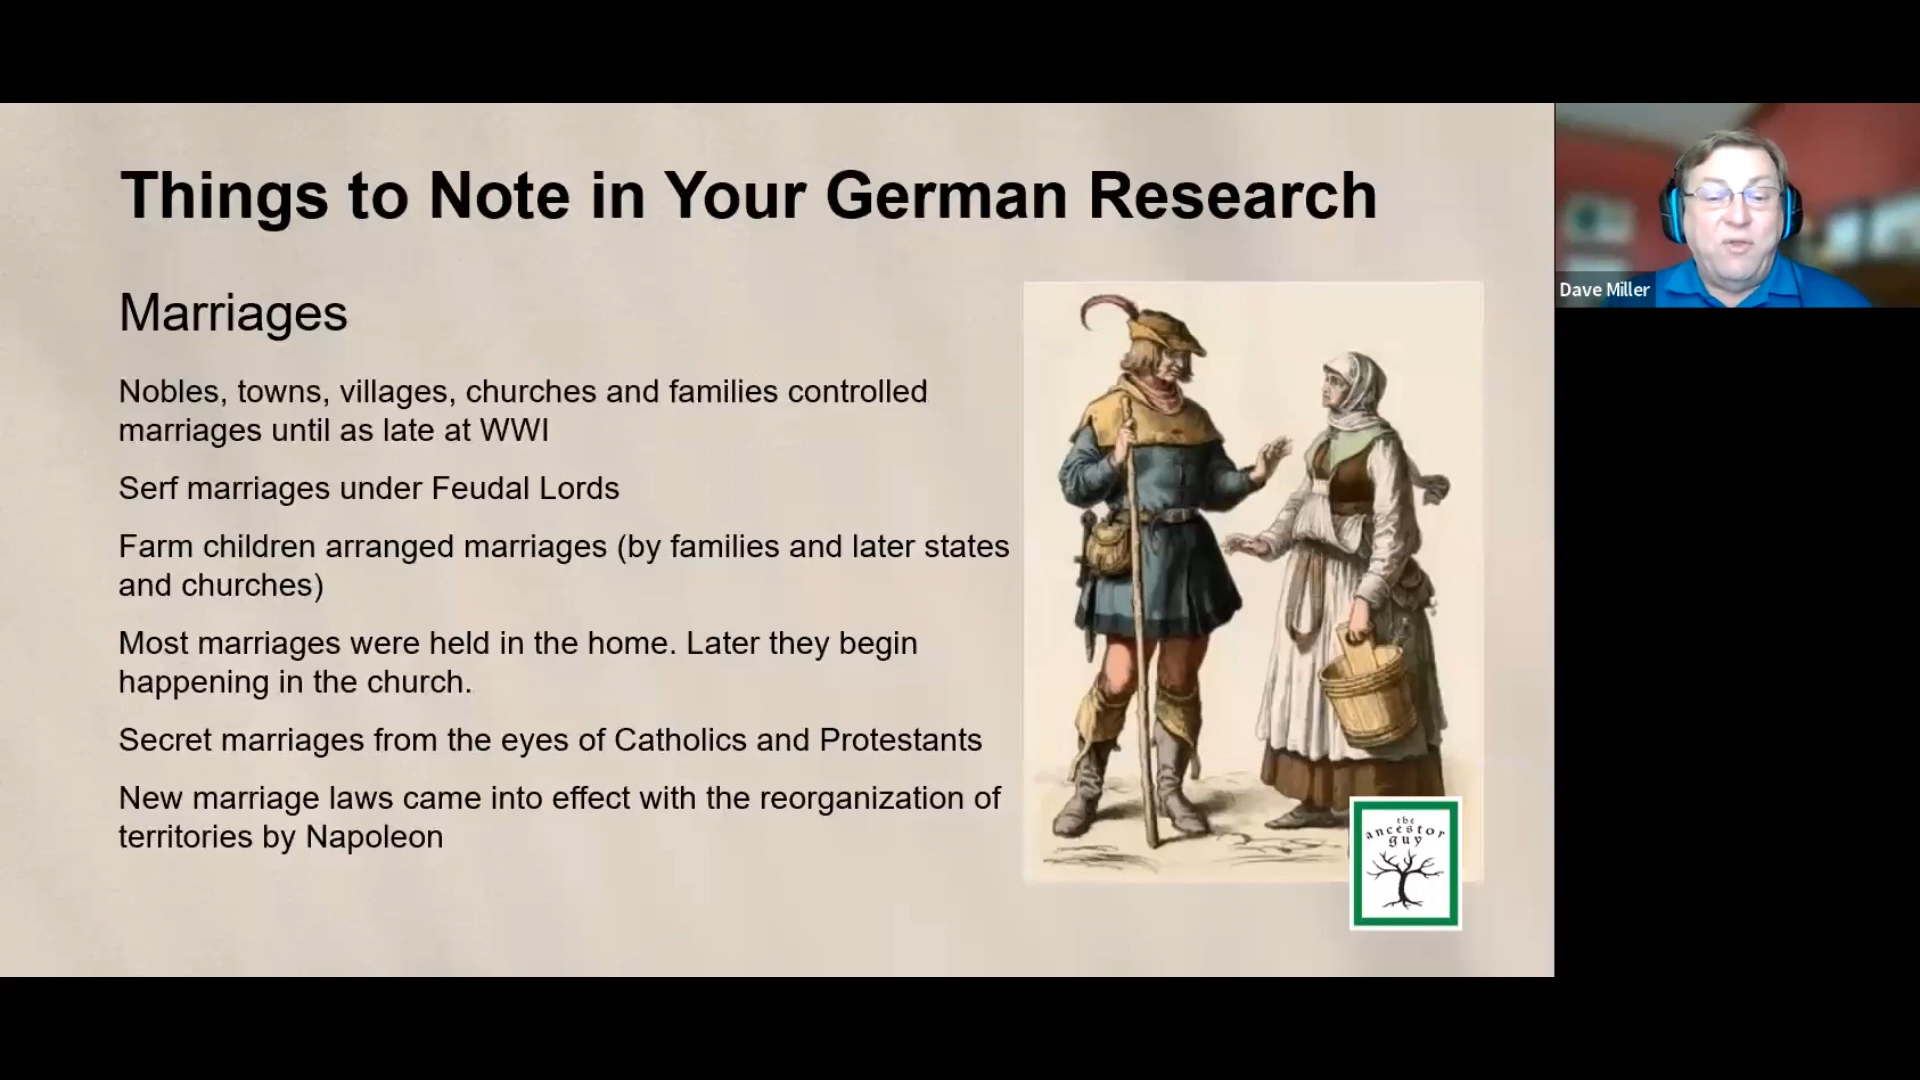 Things to Note in Your German Research
Marriages
Nobles, towns, villages, churches and families controlled
marriages until as late at WWI
Serf marriages under Feudal Lords
Farm children arranged marriages (by families and later states
and churches)
Most marriages were held in the home. Later they begin
happening in the church.
Secret marriages from the eyes of Catholics and Protestants
New marriage laws came into effect with the reorganization of
territories by Napoleon
the
ancestor
guy
Dave Miller